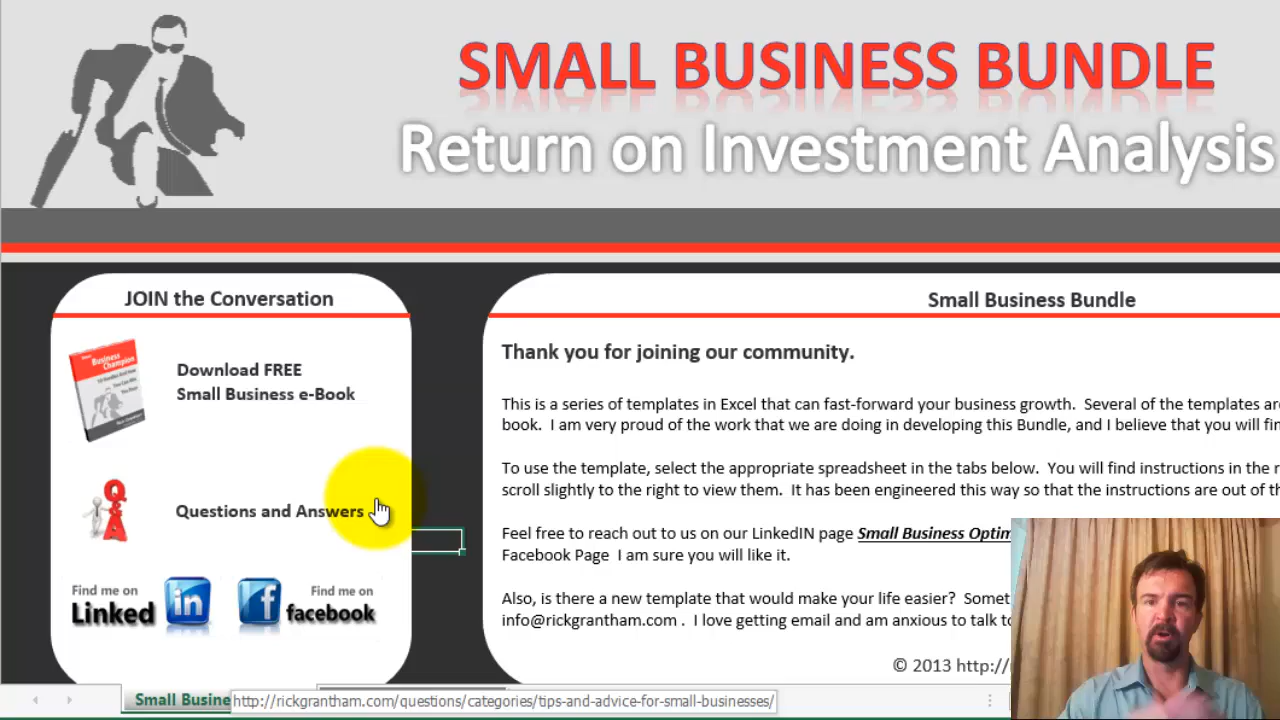 SMALL BUSINESS BUNDLE
Return on Investment Analysis
JOIN the Conversation
Download FREE
Small Business e-Book
Questions and Answers
Find me on
Linked in
Find me on
facebook
Small Business Bundle
Thank you for joining our community.
This is a series of templates in Excel that can fast-forward your business growth. Several of the templates are
book. I am very proud of the work that we are doing in developing this Bundle, and I believe that you will fin
To use the template, select the appropriate spreadsheet in the tabs below. You will find instructions in the r
scroll slightly to the right to view them. It has been engineered this way so that the instructions are out of th
Feel free to reach out to us on our LinkedIN page Small Business Optim
Facebook Page I am sure you will like it.
Also, is there a new template that would make your life easier? Somet
info@rickgrantham.com . I love getting email and am anxious to talk to
© 2013 http://
Small Busine
http://rickgrantham.com/questions/categories/tips-and-advice-for-small-businesses/
Business
Champion
Q
&
A